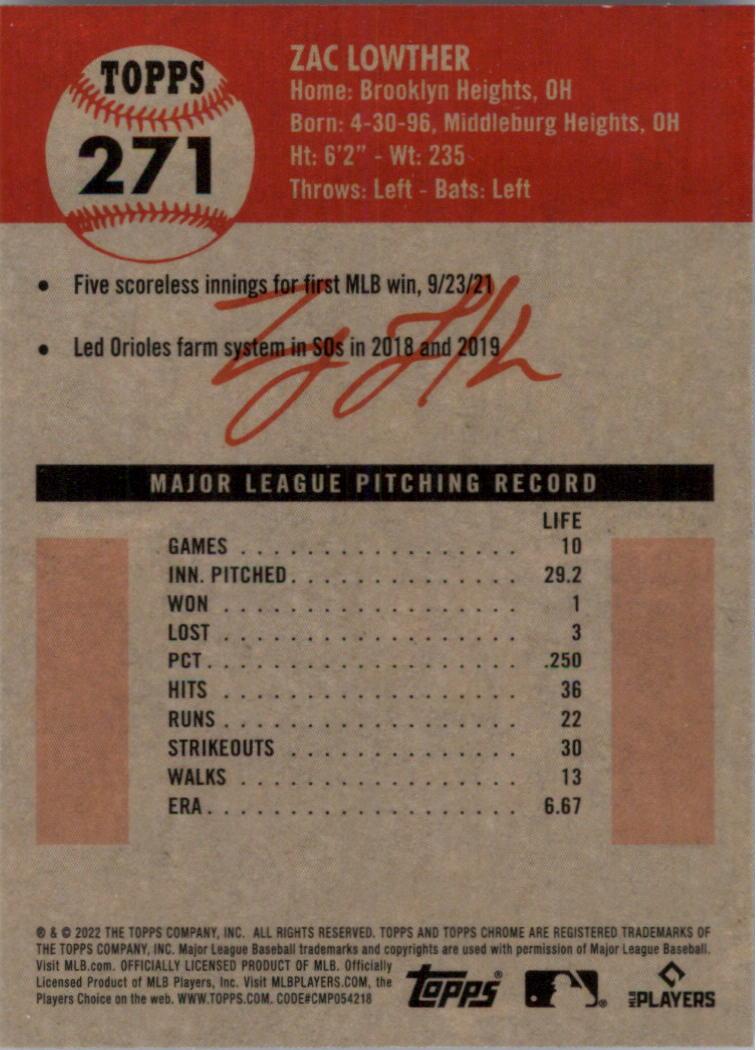 TOPPS
271
ZAC LOWTHER
Home: Brooklyn Heights, OH
Born: 4-30-96, Middleburg Heights, OH
Ht: 6'2" - Wt: 235
Throws: Left - Bats: Left
• Five scoreless innings for first MLB win, 9/23/21
• Led Orioles farm system in SOs in 2018 and 2019
MAJOR LEAGUE PITCHING RECORD
LIFE
GAMES . . . . . . . . . . . . . . . . . . . 10
INN. PITCHED . . . . . . . . . . . . . . . 29.2
WON . . . . . . . . . . . . . . . . . . . . 1
LOST . . . . . . . . . . . . . . . . . . . . 3
PCT . . . . . . . . . . . . . . . . . . . . .250
HITS . . . . . . . . . . . . . . . . . . . . 36
RUNS . . . . . . . . . . . . . . . . . . . . 22
STRIKEOUTS . . . . . . . . . . . . . . . . 30
WALKS . . . . . . . . . . . . . . . . . . . 13
ERA . . . . . . . . . . . . . . . . . . . . 6.67
® & © 2022 THE TOPPS COMPANY, INC. ALL RIGHTS RESERVED. TOPPS AND TOPPS CHROME ARE REGISTERED TRADEMARKS OF
THE TOPPS COMPANY, INC. Major League Baseball trademarks and copyrights are used with permission of Major League Baseball.
Visit MLB.com. OFFICIALLY LICENSED PRODUCT OF MLB. Officially
Licensed Product of MLB Players, Inc. Visit MLBPLAYERS.COM, the
Players Choice on the web. WWW.TOPPS.COM. CODE#CMP054218
Topps®
MLB PLAYERS